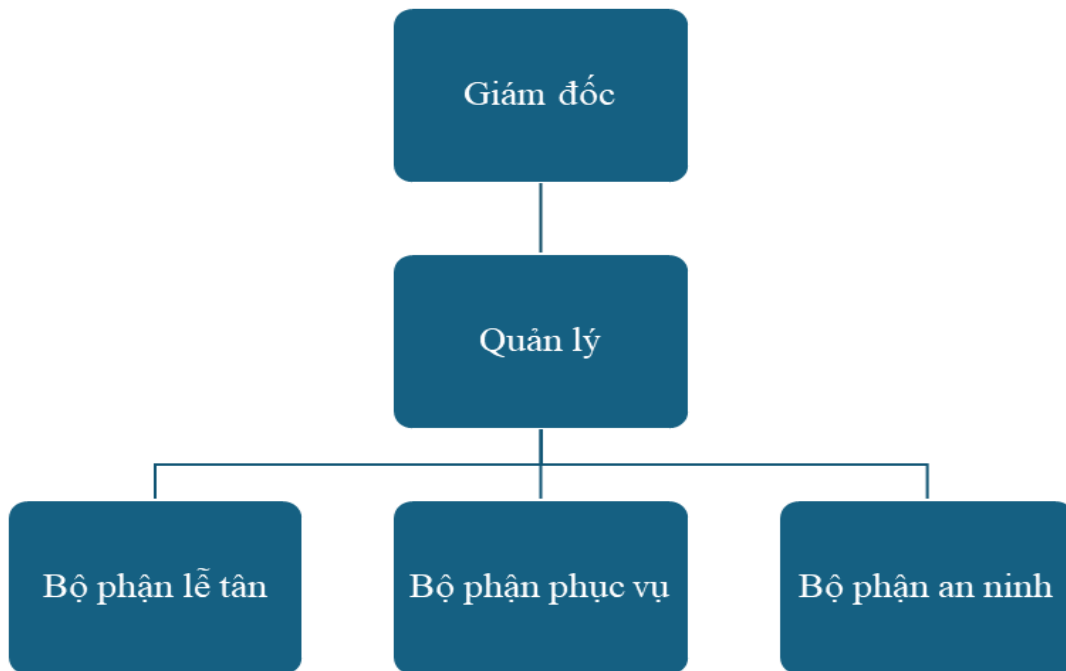 Giám đốc
Quản lý
Bộ phận lễ tân
Bộ phận phục vụ
Bộ phận an ninh